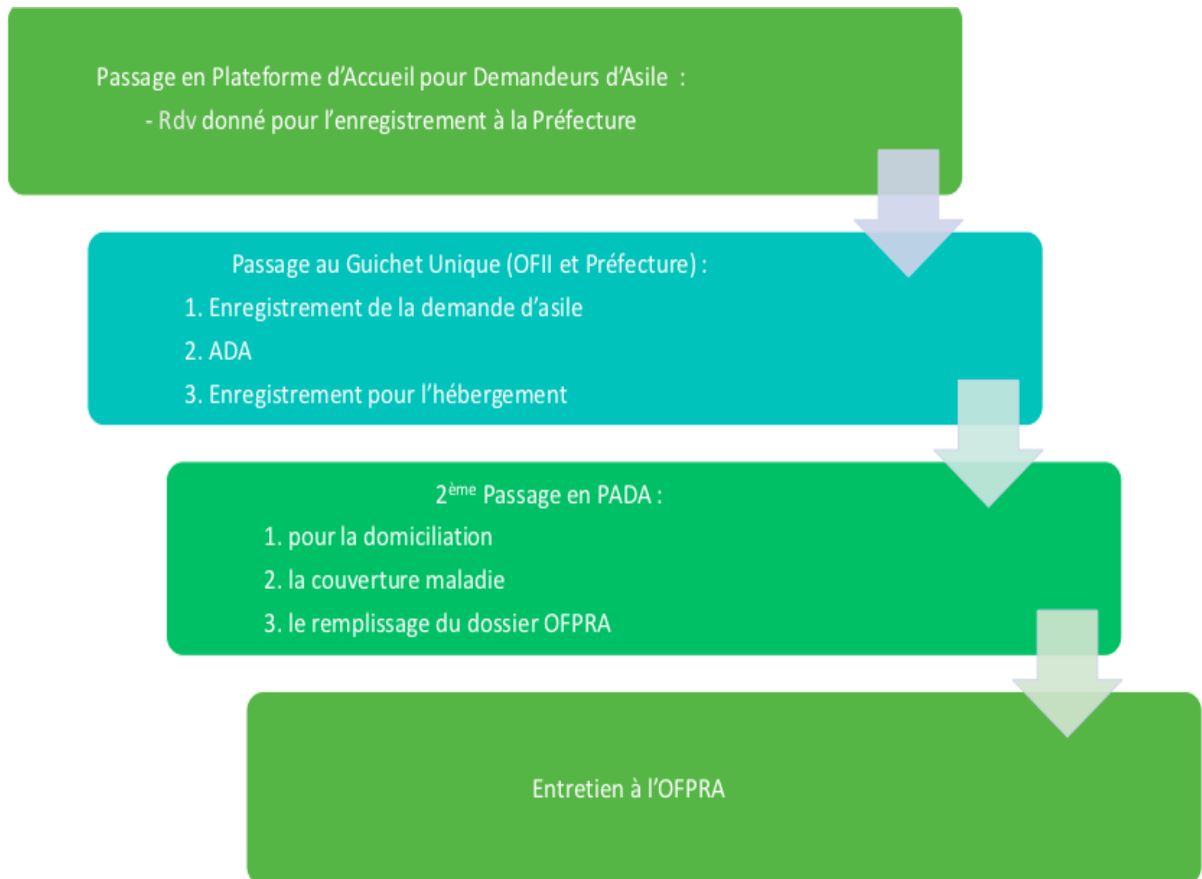 Passage en Plateforme d’Accueil pour Demandeurs d’Asile :
- Rdv donné pour l’enregistrement à la Préfecture
Passage au Guichet Unique (OFII et Préfecture) :
1. Enregistrement de la demande d’asile
2. ADA
3. Enregistrement pour l’hébergement
2ème Passage en PADA :
1. pour la domiciliation
2. la couverture maladie
3. le remplissage du dossier OFPRA
Entretien à l’OFPRA